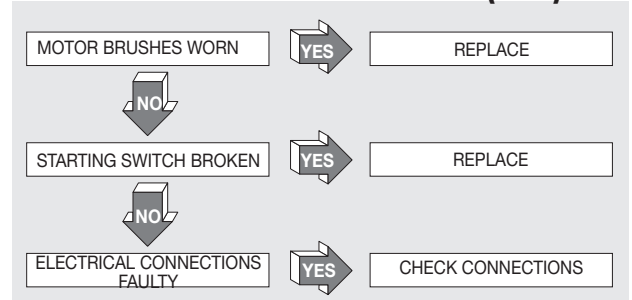 MOTOR BRUSHES WORN
YES
REPLACE
NO
STARTING SWITCH BROKEN
YES
REPLACE
NO
ELECTRICAL CONNECTIONS
FAULTY
YES
CHECK CONNECTIONS